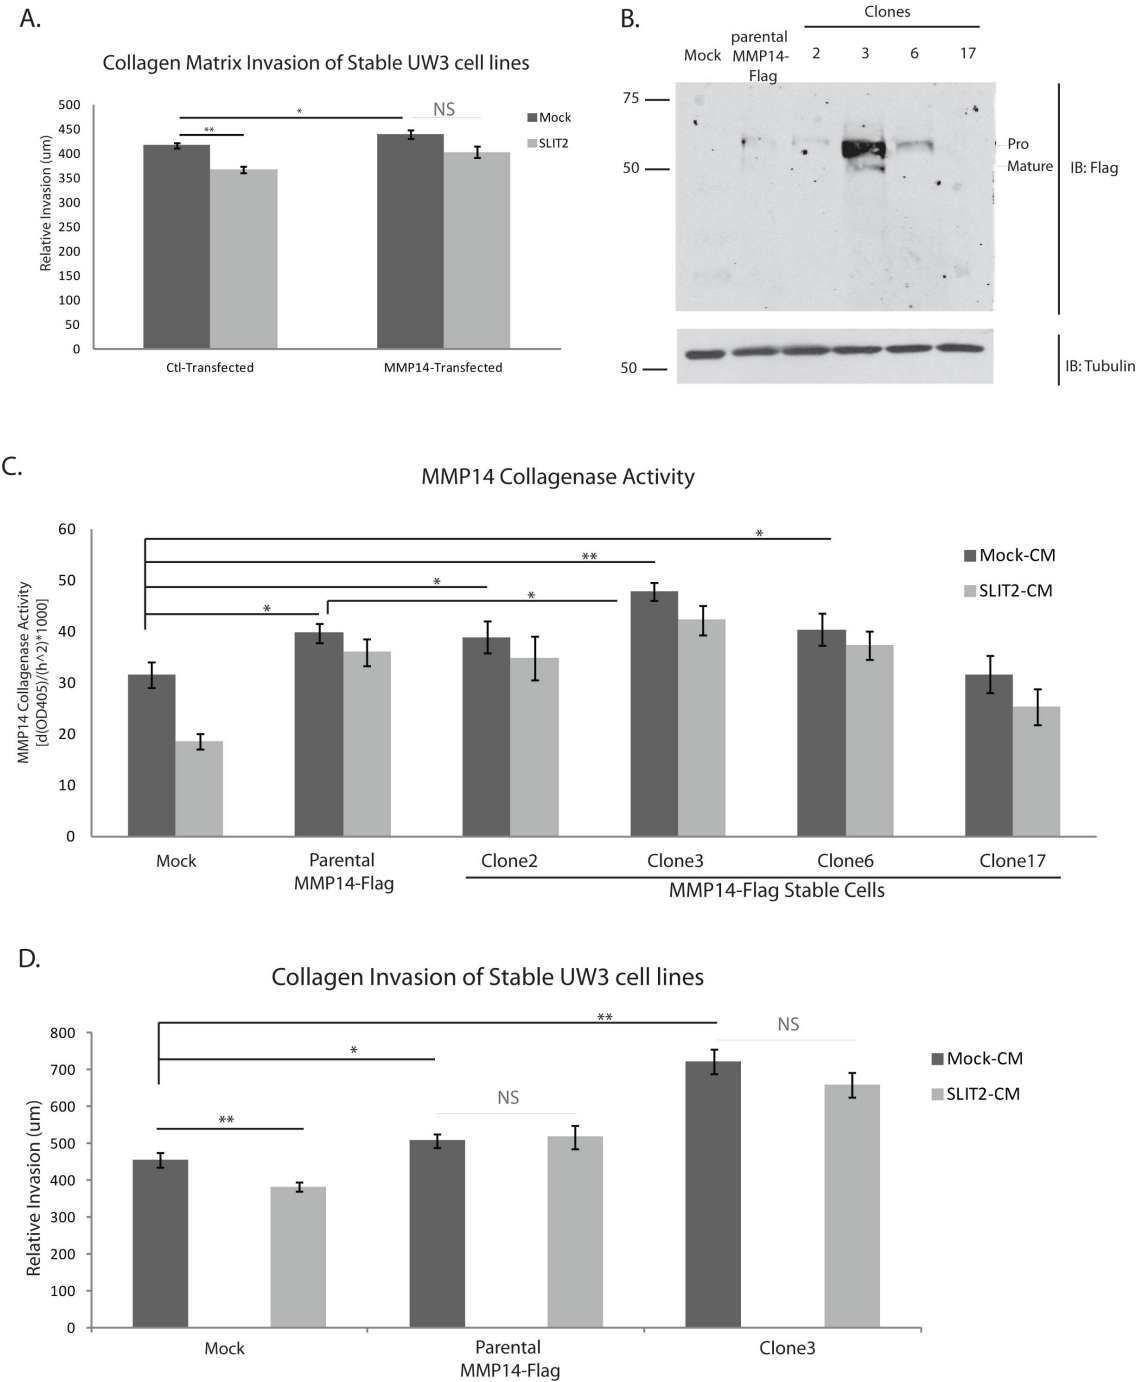 A.
Collagen Matrix Invasion of Stable UW3 cell lines
Relative Invasion (um)
500
450
400
350
300
250
200
150
100
50
0
*
**
NS
Mock
SLIT2
Ctl-Transfected
MMP14-Transfected
B.
Clones
Mock
parental
MMP14-
Flag
2
3
6
17
75
50
Pro
Mature
IB: Flag
50
IB: Tubulin
C.
MMP14 Collagenase Activity
MMP14 Collagenase Activity
[d(OD405)/(h^2)*1000]
60
50
40
30
20
10
0
*
**
*
*
*
Mock-CM
SLIT2-CM
Mock
Parental
MMP14-Flag
Clone2
Clone3
Clone6
Clone17
MMP14-Flag Stable Cells
D.
Collagen Invasion of Stable UW3 cell lines
Relative Invasion (um)
800
700
600
500
400
300
200
100
0
**
*
**
NS
NS
Mock-CM
SLIT2-CM
Mock
Parental
MMP14-Flag
Clone3